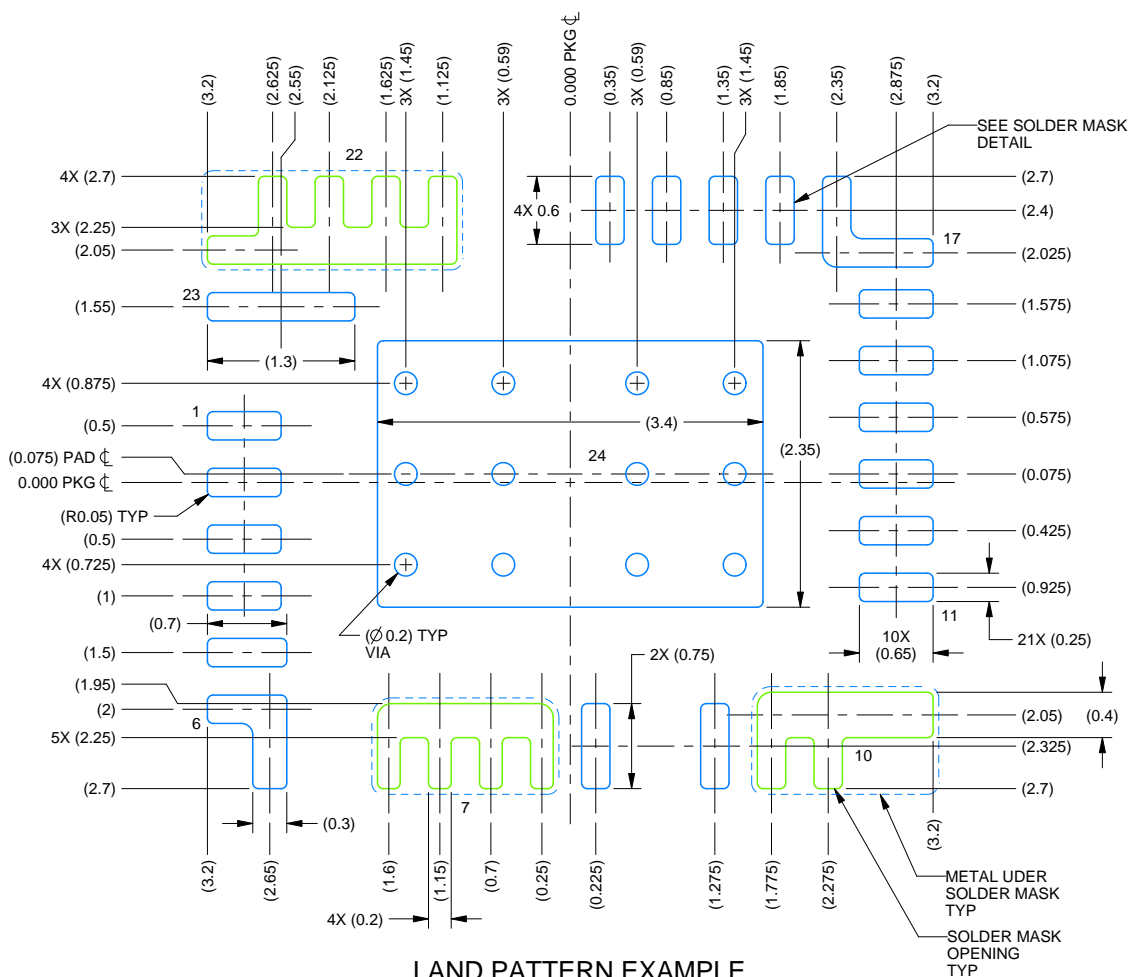 (3.2)
(2.625)
(2.55)
(2.125)
(1.625)
3X (1.45)
(1.125)
3X (0.59)
0.000 PKG ℄
(0.35)
3X (0.59)
(0.85)
(1.35)
3X (1.45)
(1.85)
(2.35)
(2.875)
(3.2)
SEE SOLDER MASK
DETAIL
22
4X (2.7)
3X (2.25)
(2.05)
4X 0.6
(2.7)
(2.4)
17
(2.025)
23
(1.55)
(1.3)
(1.575)
(1.075)
4X (0.875)
1
(0.5)
(3.4)
(2.35)
(0.575)
(0.075) PAD ℄
0.000 PKG ℄
24
(0.075)
(R0.05) TYP
(0.5)
(0.425)
4X (0.725)
(1)
(0.925)
11
(0.7)
(Ø 0.2) TYP
VIA
10X
(0.65)
21X (0.25)
(1.5)
2X (0.75)
(1.95)
(2)
6
(2.05)
(0.4)
5X (2.25)
10
(2.325)
(2.7)
7
(2.7)
(0.3)
(3.2)
(2.65)
(1.6)
(1.15)
(0.7)
(0.25)
(0.225)
(1.275)
(1.775)
(2.275)
(3.2)
4X (0.2)
METAL UDER
SOLDER MASK
TYP
SOLDER MASK
OPENING
TYP
LAND PATTERN EXAMPLE